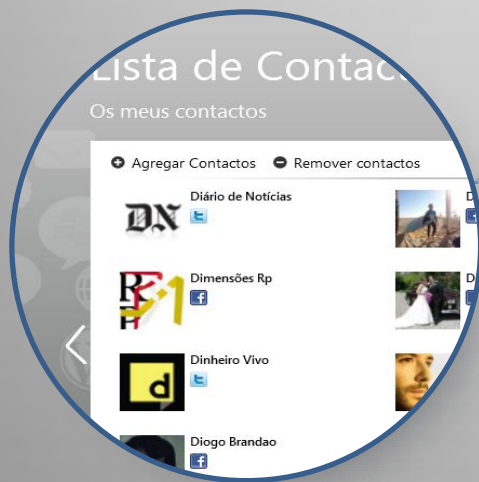 Lista de Contac
Os meus contactos
Agregar Contactos Remover contactos
Diário de Notícias
DN
Dimensões Rp
Dinheiro Vivo
d
Diogo Brandao